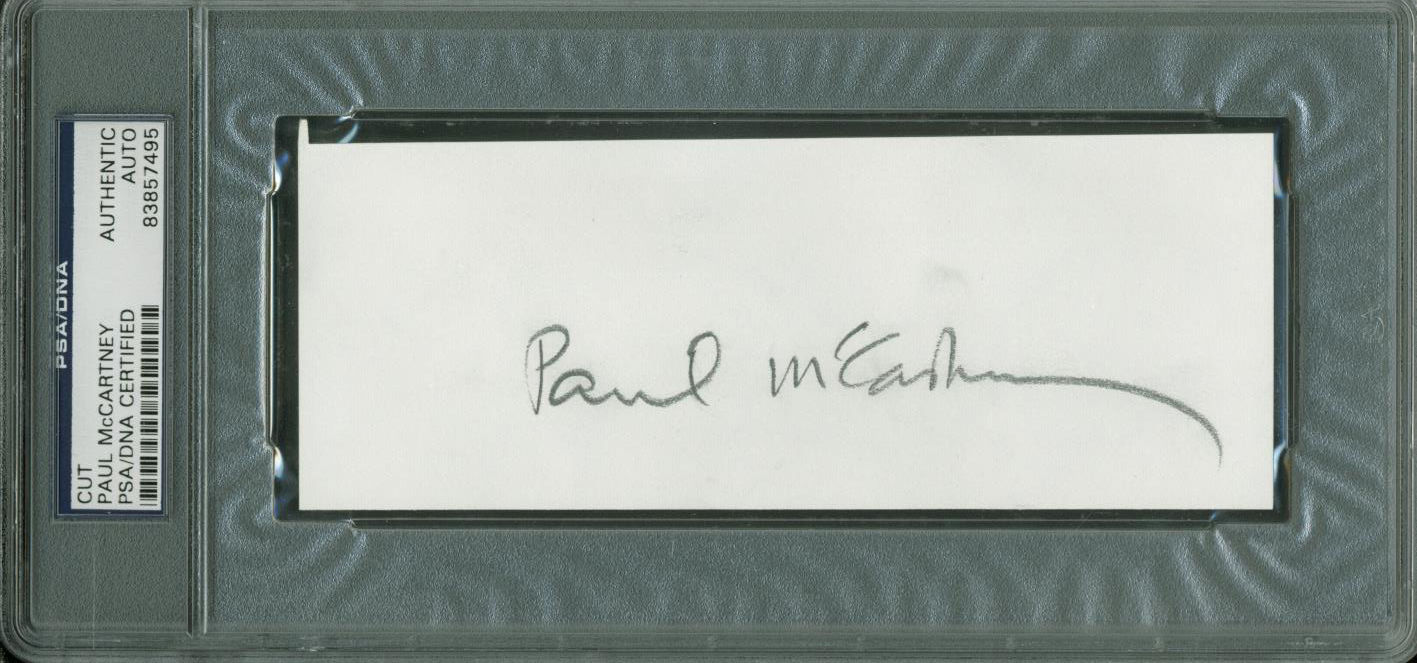 PSA/DNA
CUT
PAUL McCARTNEY AUTHENTIC
PSA/DNA CERTIFIED AUTO
83857495
Paul McCartney